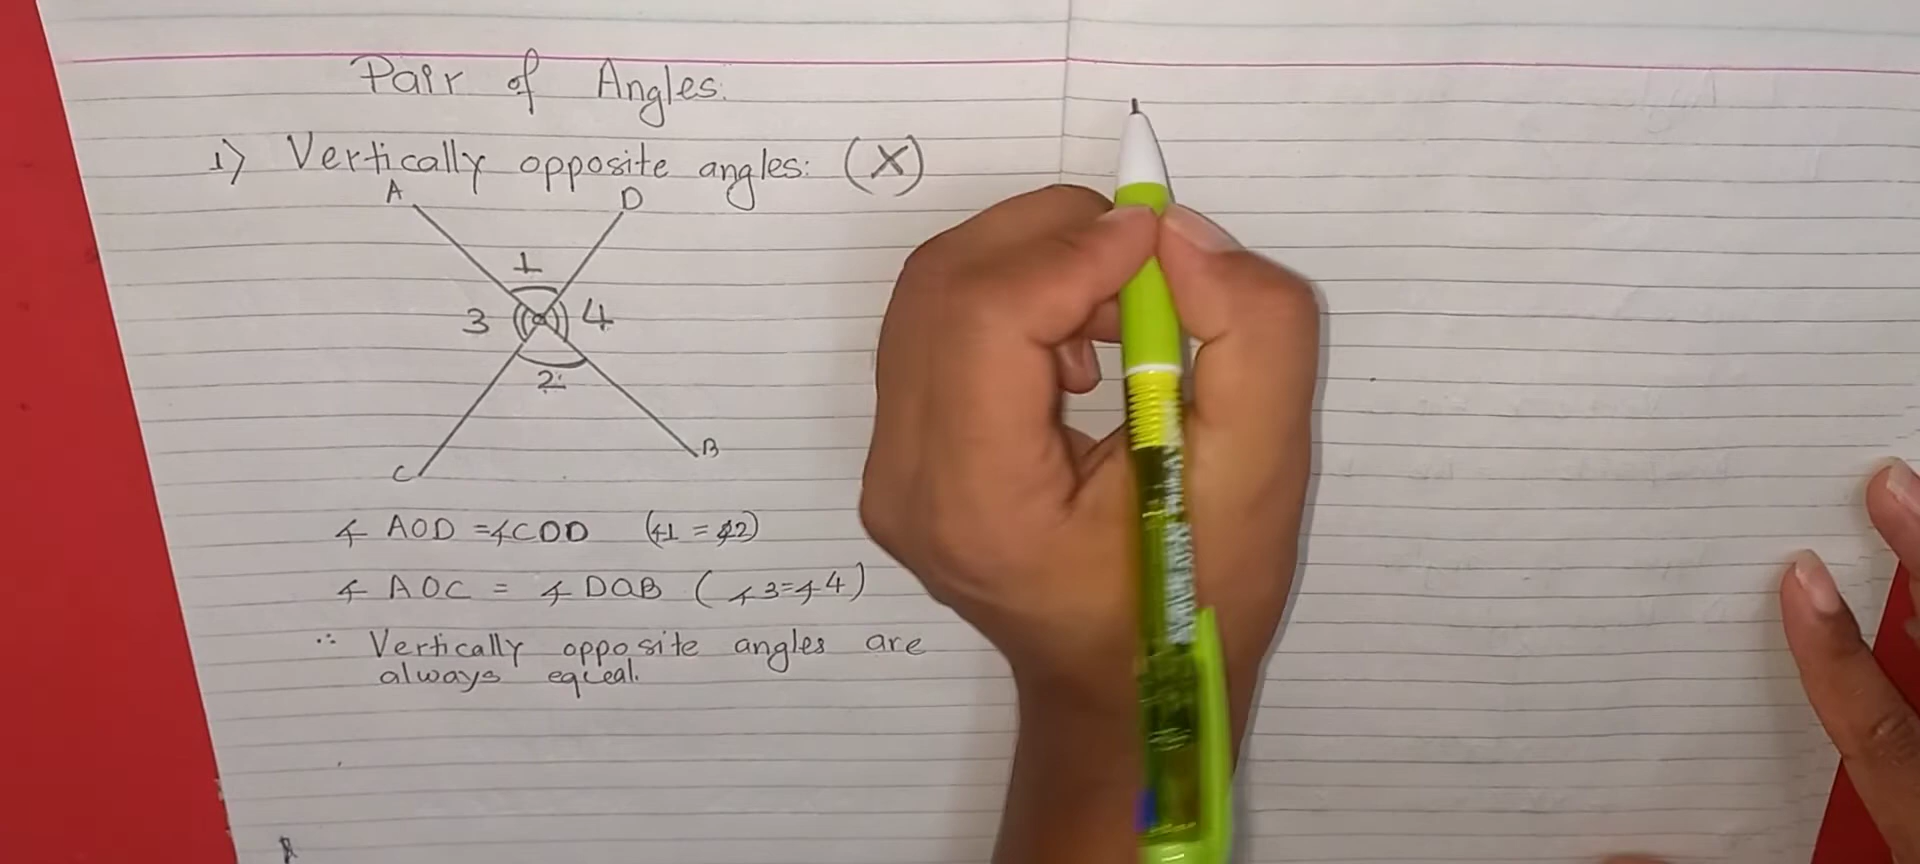 Pair of Angles.
1) Vertically opposite angles: (X)
A
D
1
3
4
O
2
C
B
∡ AOD =∡COD (∡1 = ∡2)
∡ AOC = ∡ DOB (∡3=∡4)
∴ Vertically opposite angles are
always equal.